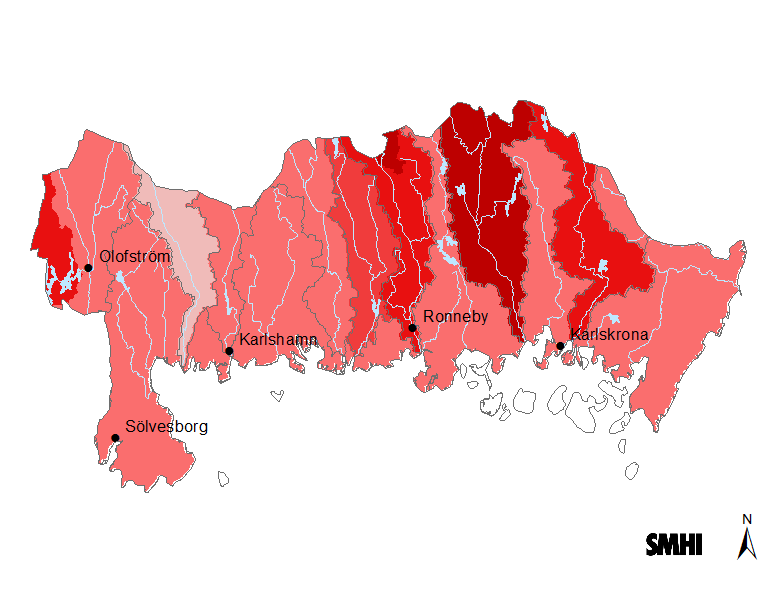 Olofström
Karlshamn
Ronneby
Karlskrona
Sölvesborg
SMHI
N